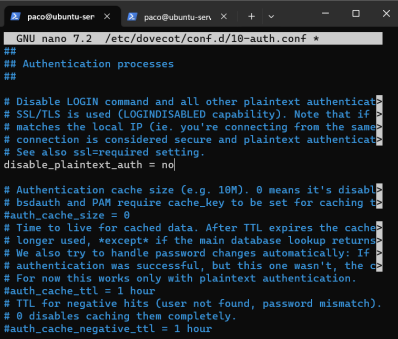 paco@ubuntu-ser
paco@ubuntu-serv
GNU nano 7.2 /etc/dovecot/conf.d/10-auth.conf *
##
## Authentication processes
##
# Disable LOGIN command and all other plaintext authenticat>
# SSL/TLS is used (LOGINDISABLED capability). Note that if >
# matches the local IP (ie. you're connecting from the same>
# connection is considered secure and plaintext authenticat>
# See also ssl=required setting.
disable_plaintext_auth = no
# Authentication cache size (e.g. 10M). 0 means it's disabl>
# bsdauth and PAM require cache_key to be set for caching t>
#auth_cache_size = 0
# Time to live for cached data. After TTL expires the cache>
# longer used, *except* if the main database lookup returns>
# We also try to handle password changes automatically: If >
# authentication was successful, but this one wasn't, the c>
# For now this works only with plaintext authentication.
#auth_cache_ttl = 1 hour
# TTL for negative hits (user not found, password mismatch).
# 0 disables caching them completely.
#auth_cache_negative_ttl = 1 hour